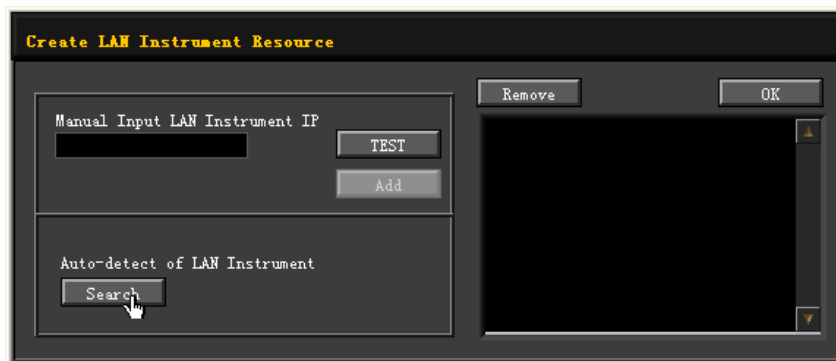 Create LAN Instrument Resource
Remove
OK
Manual Input LAN Instrument IP
TEST
Add
Auto-detect of LAN Instrument
Search